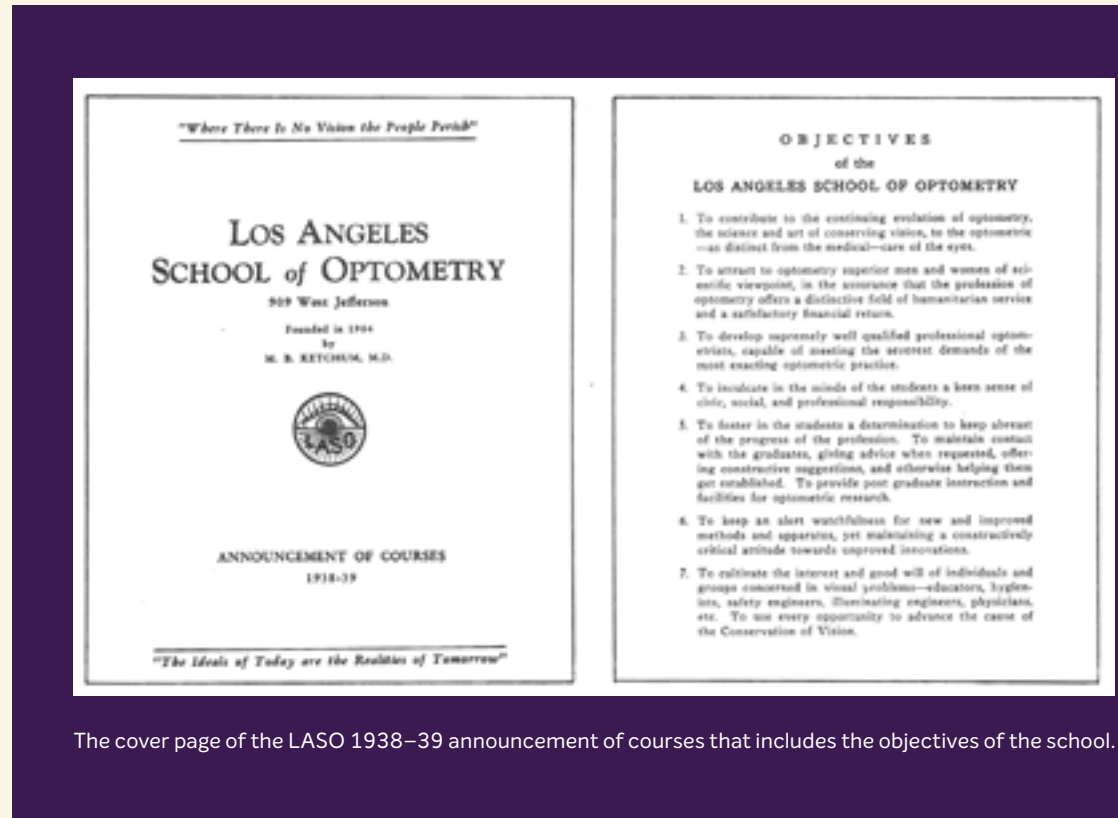 "Where There Is No Vision the People Perish"
LOS ANGELES
SCHOOL of OPTOMETRY
909 West Jefferson
Founded in 1904
by
M. B. KETCHUM, M.D.
LASO
ANNOUNCEMENT OF COURSES
1938-39
"The Ideals of Today are the Realities of Tomorrow"
OBJECTIVES
of the
LOS ANGELES SCHOOL OF OPTOMETRY
1. To contribute to the continuing evolution of optometry,
the science and art of conserving vision, to the optometric
—as distinct from the medical—care of the eyes.
2. To attract to optometry superior men and women of sci-
entific viewpoint, in the assurance that the profession of
optometry offers a distinctive field of humanitarian service
and a satisfactory financial return.
3. To develop supremely well qualified professional optom-
etrists, capable of meeting the severest demands of the
most exacting optometric practice.
4. To inculcate in the minds of the students a keen sense of
civic, social, and professional responsibility.
5. To foster in the students a determination to keep abreast
of the progress of the profession. To maintain contact
with the graduates, giving advice when requested, offer-
ing constructive suggestions, and otherwise helping them
get established. To provide post graduate instruction and
facilities for optometric research.
6. To keep an alert watchfulness for new and improved
methods and apparatus, yet maintaining a constructively
critical attitude towards unproved innovations.
7. To cultivate the interest and good will of individuals and
groups concerned in visual problems—educators, hygien-
ists, safety engineers, illuminating engineers, physicians,
etc. To use every opportunity to advance the cause of
the Conservation of Vision.
The cover page of the LASO 1938–39 announcement of courses that includes the objectives of the school.